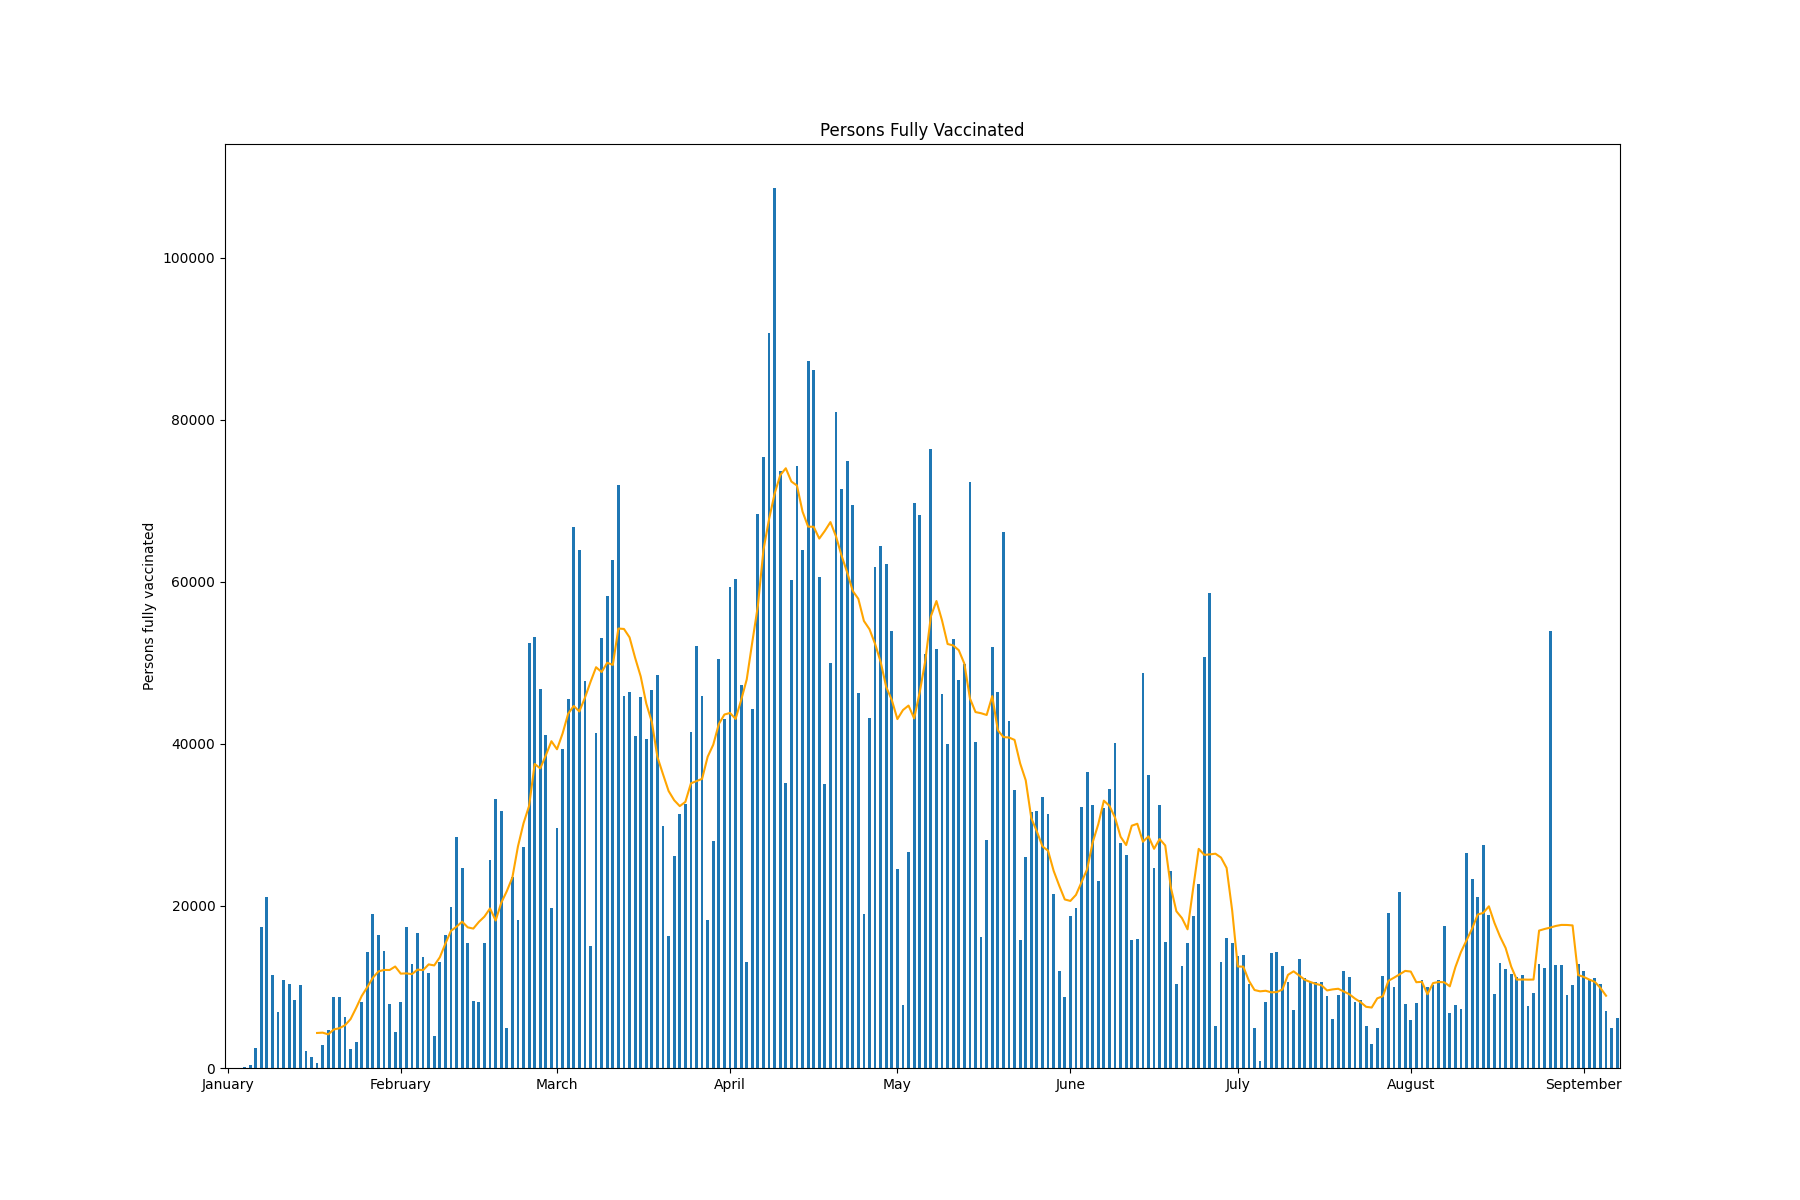 Persons Fully Vaccinated
Persons fully vaccinated
100000
80000
60000
40000
20000
0
January February March April May June July August September